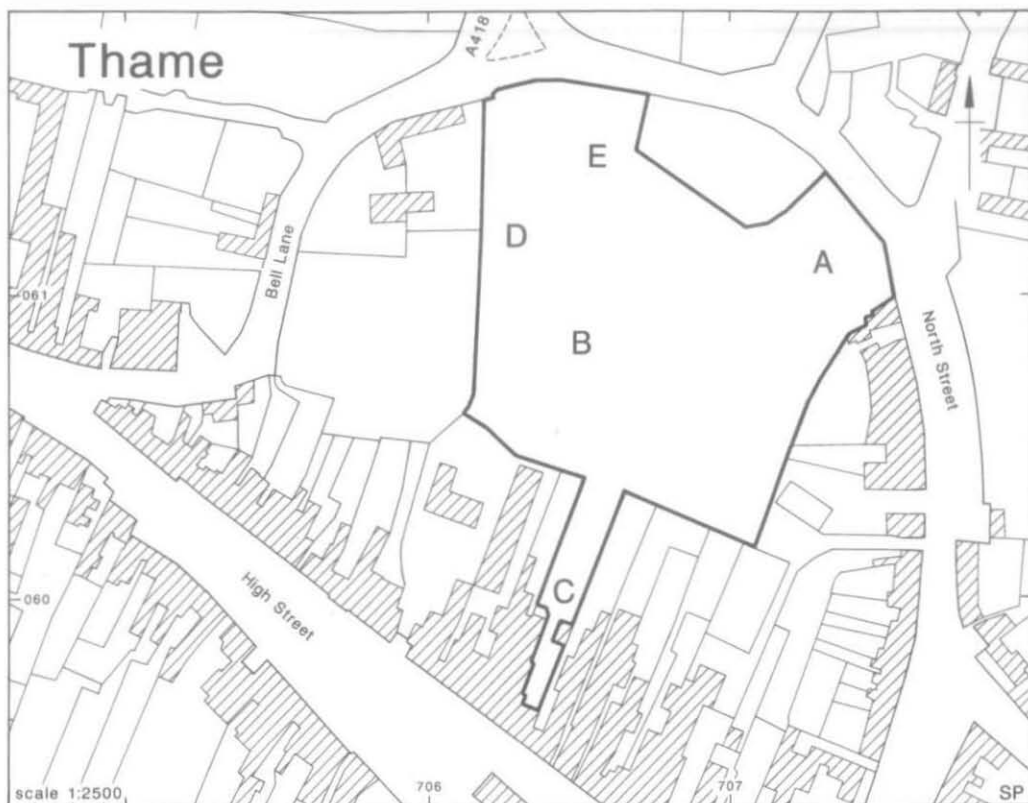 Thame
A418
E
D
A
Bell Lane
061
B
North Street
C
060
High Street
scale 1:2500
706
707
SP